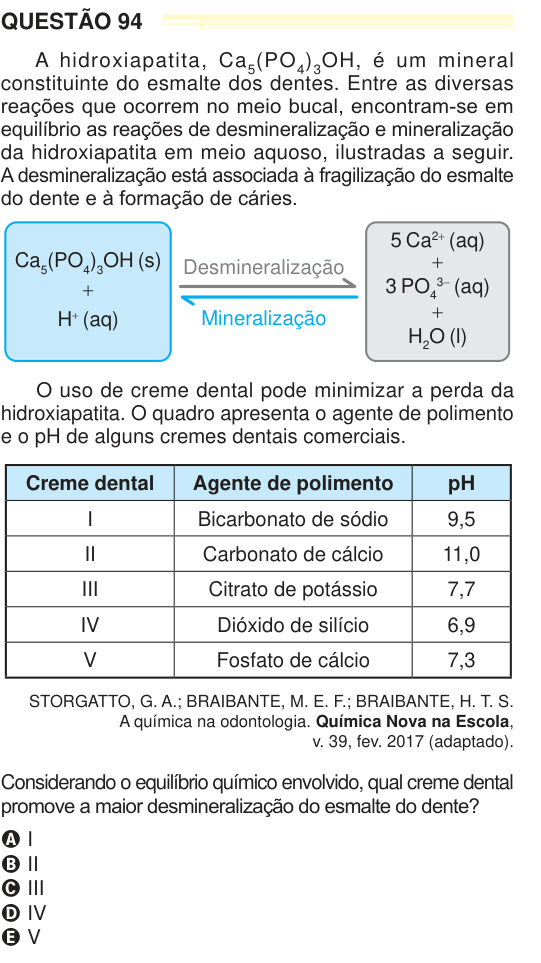 QUESTÃO 94
A hidroxiapatita, Ca₅(PO₄)₃OH, é um mineral
constituinte do esmalte dos dentes. Entre as diversas
reações que ocorrem no meio bucal, encontram-se em
equilíbrio as reações de desmineralização e mineralização
da hidroxiapatita em meio aquoso, ilustradas a seguir.
A desmineralização está associada à fragilização do esmalte
do dente e à formação de cáries.
Ca₅(PO₄)₃OH (s)
+
H⁺ (aq)
Desmineralização
Mineralização
5 Ca²⁺ (aq)
+
3 PO₄³⁻ (aq)
+
H₂O (l)
O uso de creme dental pode minimizar a perda da
hidroxiapatita. O quadro apresenta o agente de polimento
e o pH de alguns cremes dentais comerciais.
Creme dental Agente de polimento pH
I Bicarbonato de sódio 9,5
II Carbonato de cálcio 11,0
III Citrato de potássio 7,7
IV Dióxido de silício 6,9
V Fosfato de cálcio 7,3
STORGATTO, G. A.; BRAIBANTE, M. E. F.; BRAIBANTE, H. T. S.
A química na odontologia. Química Nova na Escola,
v. 39, fev. 2017 (adaptado).
Considerando o equilíbrio químico envolvido, qual creme dental
promove a maior desmineralização do esmalte do dente?
A I
B II
C III
D IV
E V